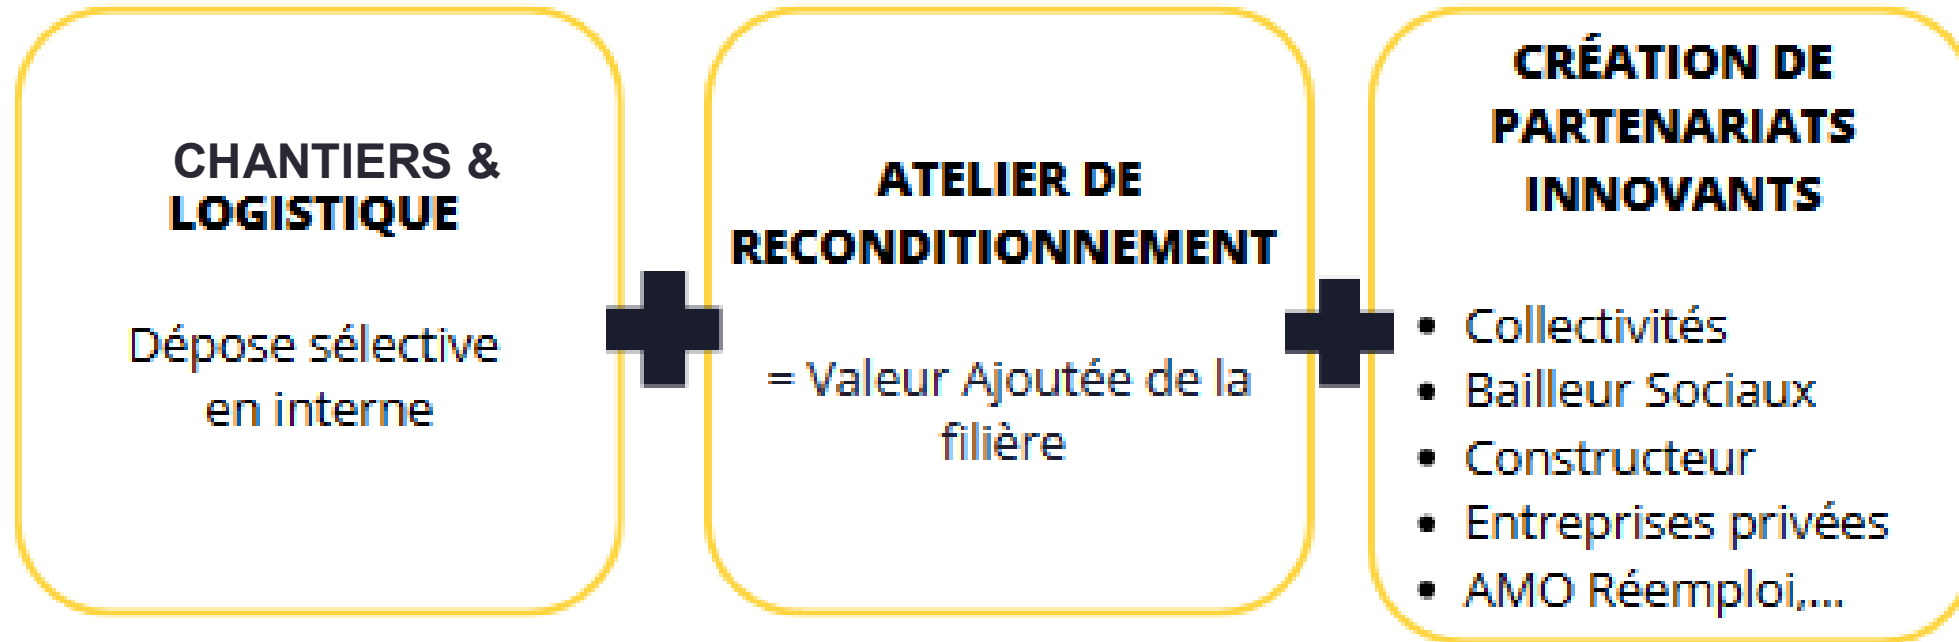 CHANTIERS &
LOGISTIQUE
Dépose sélective
en interne
ATELIER DE
RECONDITIONNEMENT
= Valeur Ajoutée de la
filière
CRÉATION DE
PARTENARIATS
INNOVANTS
• Collectivités
• Bailleur Sociaux
• Constructeur
• Entreprises privées
• AMO Réemploi,...